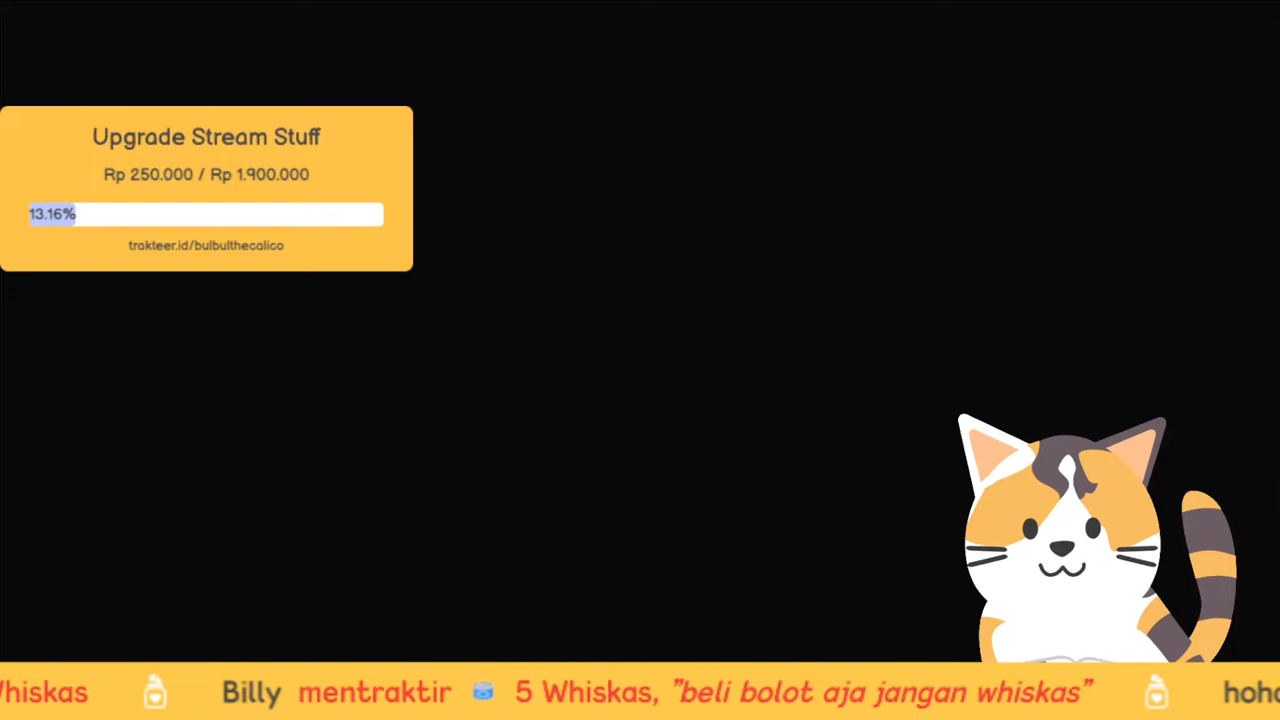 Upgrade Stream Stuff
Rp 250.000 / Rp 1.900.000
13.16%
trakteer.id/bulbulthecalico
Whiskas Billy mentraktir 5 Whiskas, "beli bolot aja jangan whiskas"